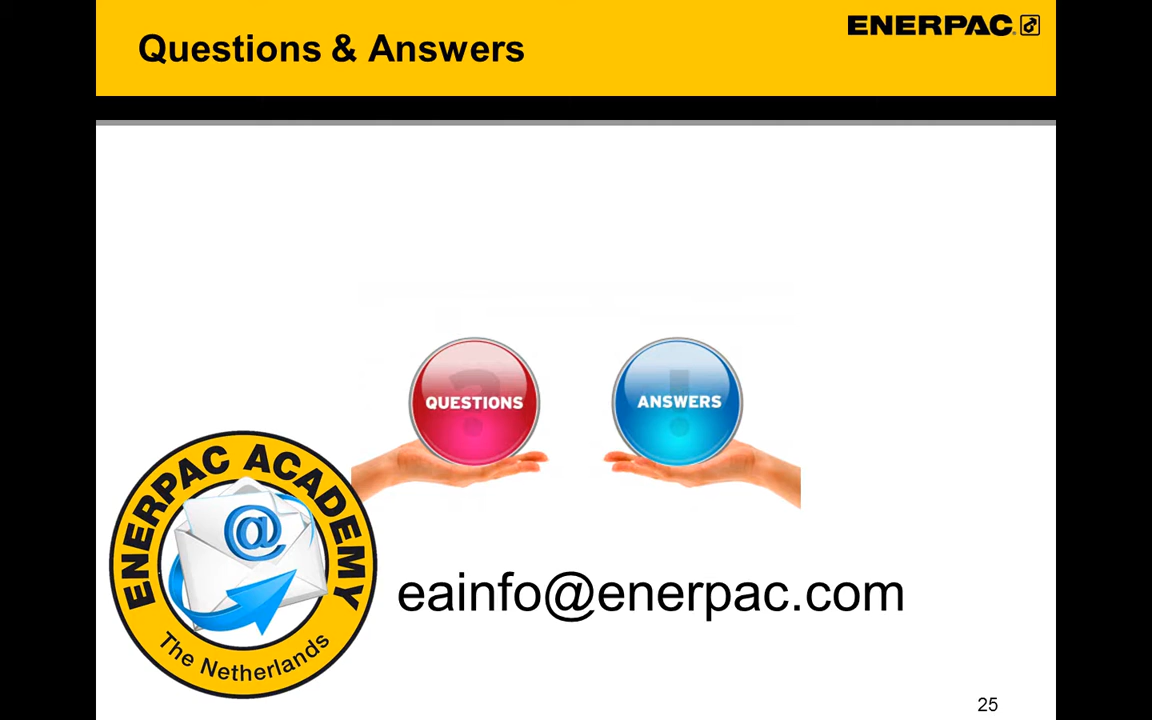 Questions & Answers
ENERPAC
QUESTIONS
ANSWERS
ENERPAC ACADEMY
@
The Netherlands
eainfo@enerpac.com
25